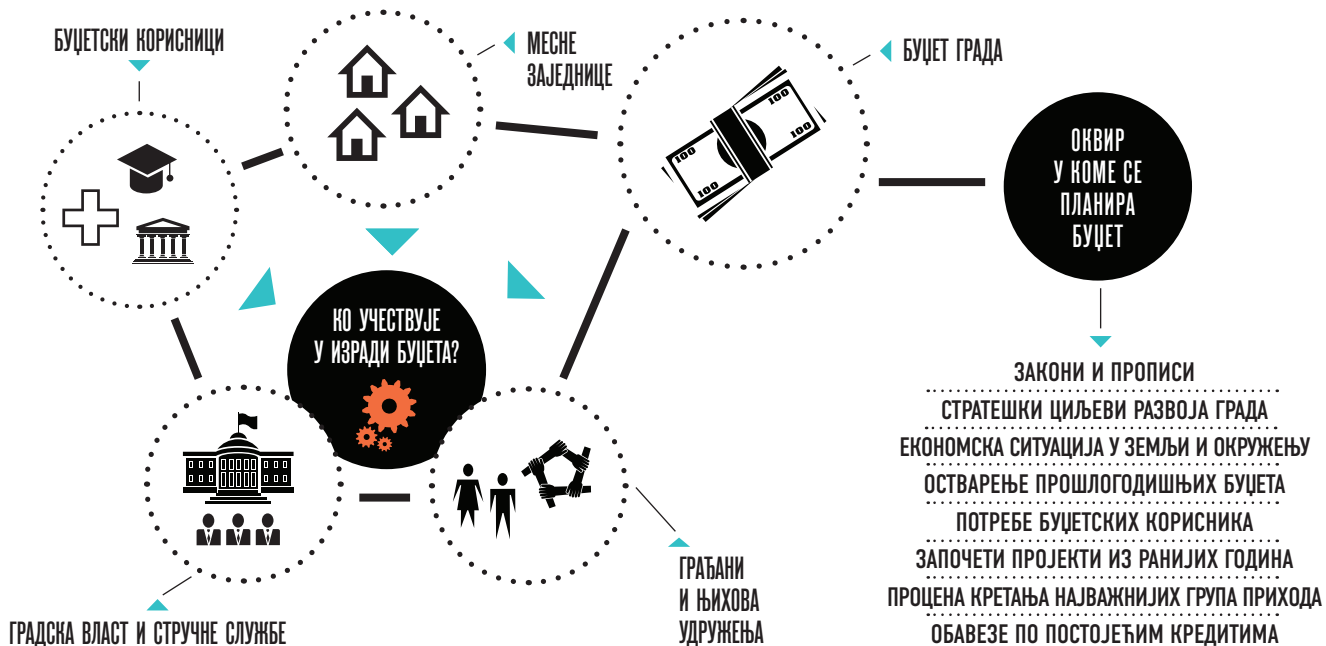 БУЏЕТСКИ КОРИСНИЦИ
МЕСНЕ
ЗАЈЕДНИЦЕ
БУЏЕТ ГРАДА
100
100
100
100
ОКВИР
У КОМЕ СЕ
ПЛАНИРА
БУЏЕТ
КО УЧЕСТВУЈЕ
У ИЗРАДИ БУЏЕТА?
ГРАДСКА ВЛАСТ И СТРУЧНЕ СЛУЖБЕ
ГРАЂАНИ
И ЊИХОВА
УДРУЖЕЊА
ЗАКОНИ И ПРОПИСИ
СТРАТЕШКИ ЦИЉЕВИ РАЗВОЈА ГРАДА
ЕКОНОМСКА СИТУАЦИЈА У ЗЕМЉИ И ОКРУЖЕЊУ
ОСТВАРЕЊЕ ПРОШЛОГОДИШЊИХ БУЏЕТА
ПОТРЕБЕ БУЏЕТСКИХ КОРИСНИКА
ЗАПОЧЕТИ ПРОЈЕКТИ ИЗ РАНИЈИХ ГОДИНА
ПРОЦЕНА КРЕТАЊА НАЈВАЖНИЈИХ ГРУПА ПРИХОДА
ОБАВЕЗЕ ПО ПОСТОЈЕЋИМ КРЕДИТИМА